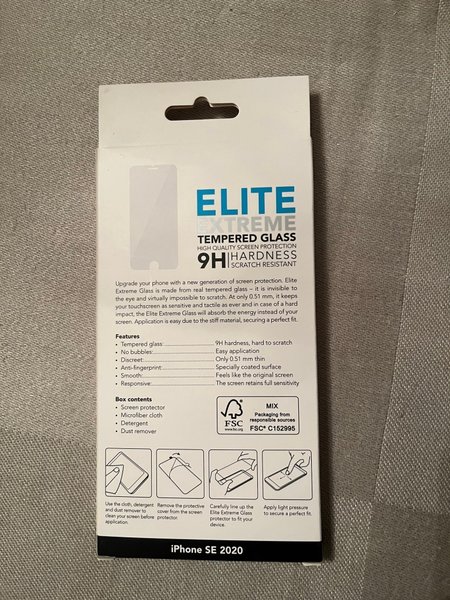 ELITE
EXTREME
TEMPERED GLASS
HIGH QUALITY SCREEN PROTECTION
9H HARDNESS
SCRATCH RESISTANT
Upgrade your phone with a new generation of screen protection. Elite
Extreme Glass is made from real tempered glass – it is invisible to
the eye and virtually impossible to scratch. At only 0.51 mm, it keeps
your touchscreen as sensitive and tactile as ever and in case of a hard
impact, the Elite Extreme Glass will absorb the energy instead of your
screen. Application is easy due to the stiff material, securing a perfect fit.
Features
• Tempered glass: 9H hardness, hard to scratch
• No bubbles: Easy application
• Discreet: Only 0.51 mm thin
• Anti-fingerprint: Specially coated surface
• Smooth: Feels like the original screen
• Responsive: The screen retains full sensitivity
Box contents
• Screen protector
• Microfiber cloth
• Detergent
• Dust remover
FSC
www.fsc.org
MIX
Packaging from
responsible sources
FSC® C152995
Use the cloth, detergent
and dust remover to
clean your screen before
application.
Remove the protective
cover from the screen
protector.
Carefully line up the
Elite Extreme Glass
protector to fit your
device.
Apply light pressure
to secure a perfect fit.
iPhone SE 2020